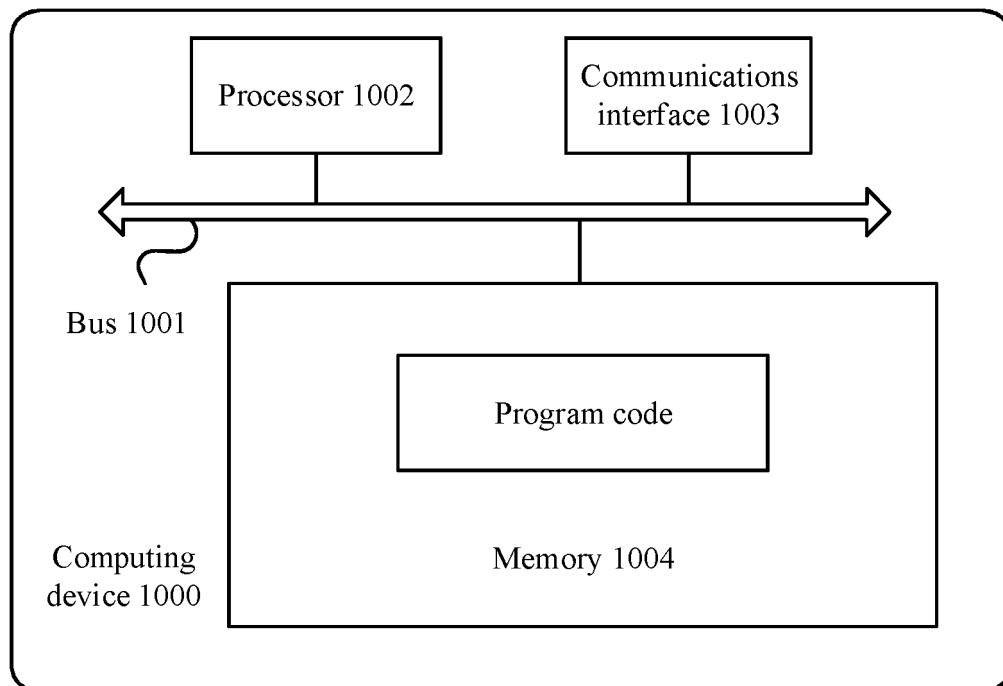 Processor 1002
Communications
interface 1003
Bus 1001
Program code
Computing
device 1000
Memory 1004